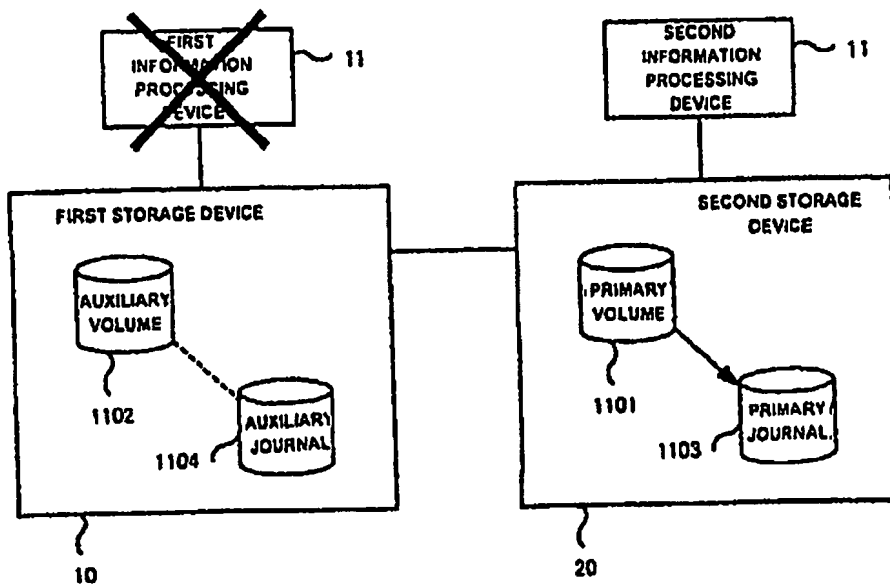 FIRST
INFORMATION
PROCESSING
DEVICE
11
SECOND
INFORMATION
PROCESSING
DEVICE
11
FIRST STORAGE DEVICE
AUXILIARY
VOLUME
1102
AUXILIARY
JOURNAL
1104
10
SECOND STORAGE
DEVICE
PRIMARY
VOLUME
1101
PRIMARY
JOURNAL
1103
20